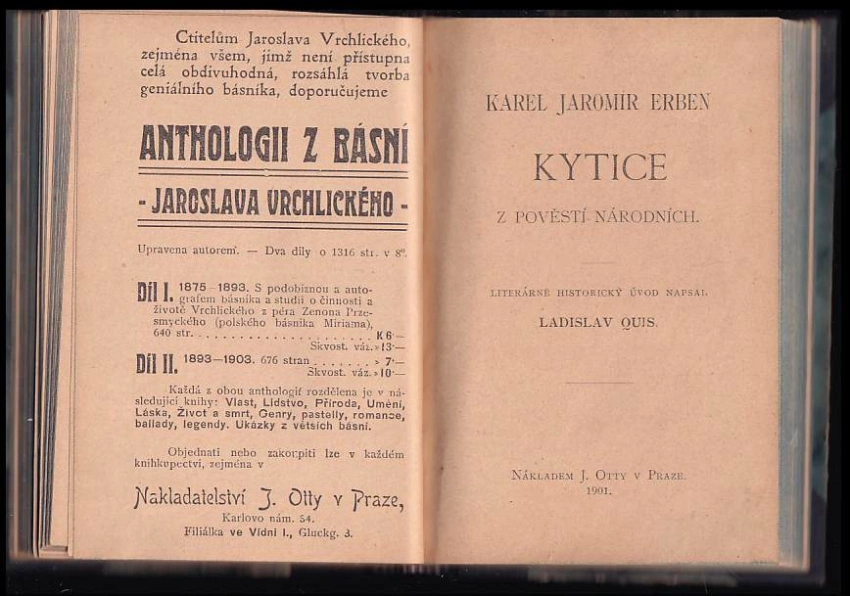 Ctitelům Jaroslava Vrchlického,
zejména všem, jimž není přístupna
celá obdivuhodná, rozsáhlá tvorba
geniálního básníka, doporučujeme
ANTHOLOGII Z BÁSNÍ
- JAROSLAVA VRCHLICKÉHO -
Upravena autorem. — Dva díly o 1316 str. v 8º.
Díl I. 1875—1893. S podobiznou a auto-
grafem básníka a studií o činnosti a
životě Vrchlického z péra Zenona Prze-
smyckého (polského básníka Miriama),
640 str. . . . . . . . . . . . . . . . . . . . . K 6·—
Skvost. váz. » 13·—
Díl II. 1893—1903. 676 stran . . . . . . . » 7·—
Skvost. váz. » 10·—
Každá z obou anthologií rozdělena je v ná-
sledující knihy: Vlast, Lidstvo, Příroda, Umění,
Láska, Život a smrt, Genry, pastelly, romance,
ballady, legendy. Ukázky z větších básní.
Objednati nebo zakoupiti lze v každém
knihkupectví, zejména v
Nakladatelství J. Otty v Praze,
Karlovo nám. 34.
Filiálka ve Vídni I., Gluckg. 3.
KAREL JAROMÍR ERBEN
KYTICE
Z POVĚSTÍ NÁRODNÍCH.
LITERÁRNĚ HISTORICKÝ ÚVOD NAPSAL
LADISLAV QUIS.
NÁKLADEM J. OTTY V PRAZE.
1901.